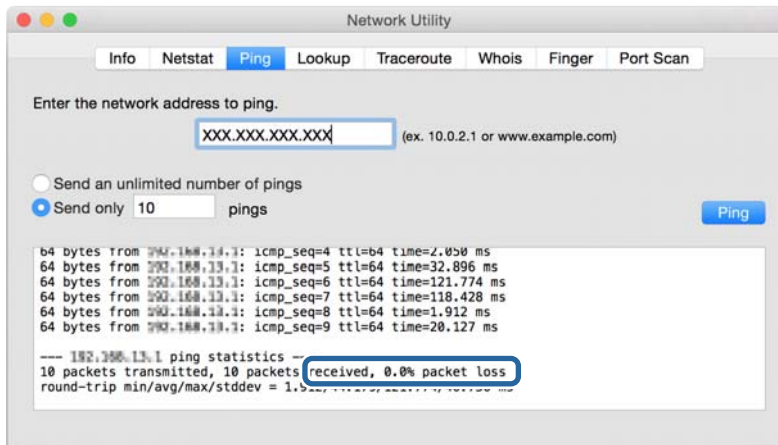 Network Utility
Info Netstat Ping Lookup Traceroute Whois Finger Port Scan
Enter the network address to ping.
XXX.XXX.XXX.XXX (ex. 10.0.2.1 or www.example.com)
Send an unlimited number of pings
Send only 10 pings
Ping
64 bytes from icmp_seq=4 ttl=64 time=2.050 ms
64 bytes from icmp_seq=5 ttl=64 time=32.896 ms
64 bytes from icmp_seq=6 ttl=64 time=121.774 ms
64 bytes from icmp_seq=7 ttl=64 time=118.428 ms
64 bytes from icmp_seq=8 ttl=64 time=1.912 ms
64 bytes from icmp_seq=9 ttl=64 time=20.127 ms
--- ping statistics --
10 packets transmitted, 10 packets received, 0.0% packet loss
round-trip min/avg/max/stddev =